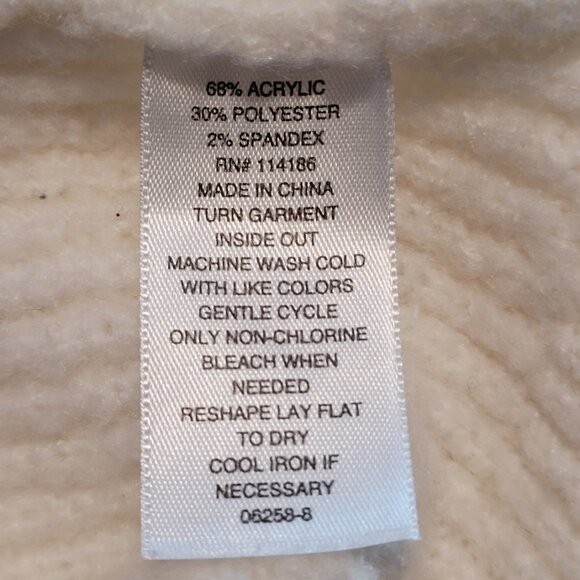 68% ACRYLIC
30% POLYESTER
2% SPANDEX
RN# 114186
MADE IN CHINA
TURN GARMENT
INSIDE OUT
MACHINE WASH COLD
WITH LIKE COLORS
GENTLE CYCLE
ONLY NON-CHLORINE
BLEACH WHEN
NEEDED
RESHAPE LAY FLAT
TO DRY
COOL IRON IF
NECESSARY
06258-8